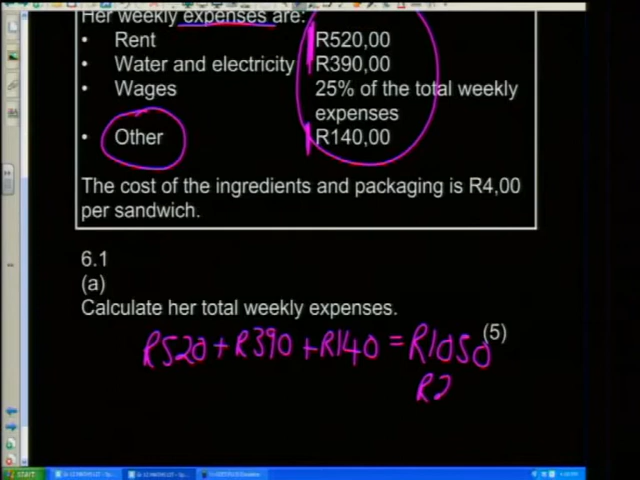 Her weekly expenses are:
• Rent R520,00
• Water and electricity R390,00
• Wages 25% of the total weekly
expenses
• Other R140,00
The cost of the ingredients and packaging is R4,00
per sandwich.
6.1
(a)
Calculate her total weekly expenses.
(5)
R520 + R390 + R140 = R1050
R2
START